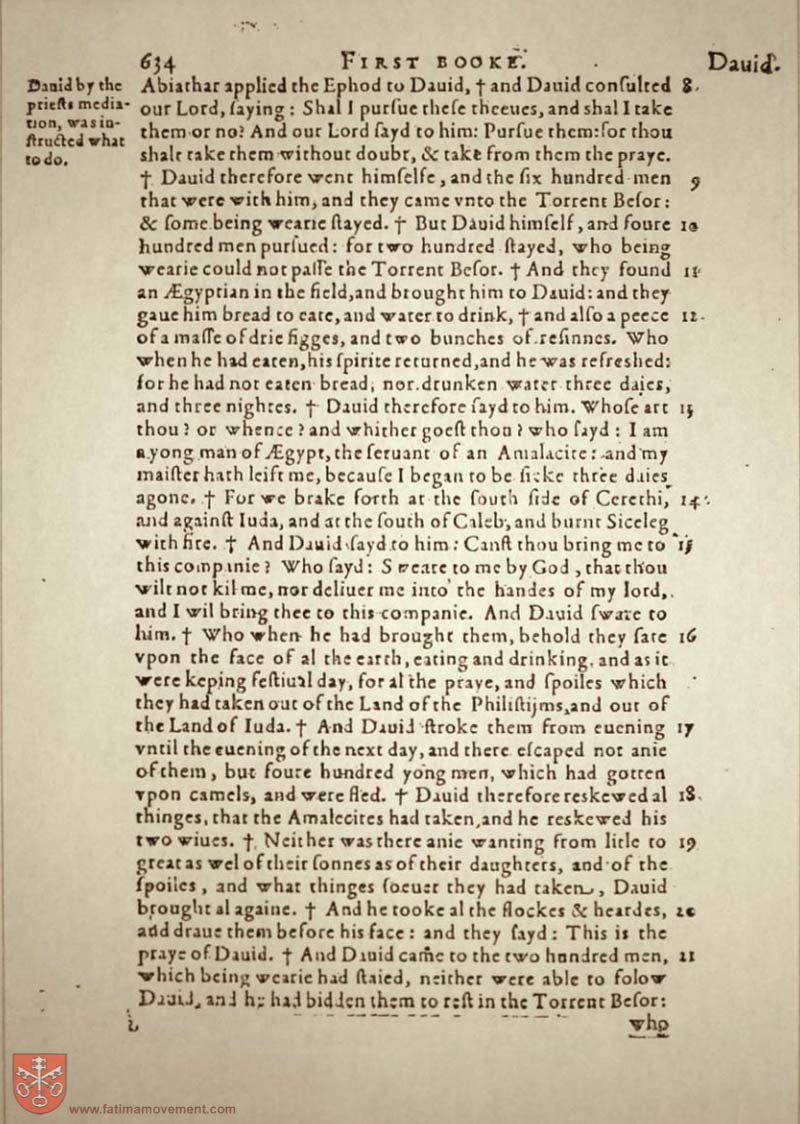 634 FIRST BOOKE. Dauid.
Dauid by the
priests media-
tion, was in-
structed what
to do.
Abiathar applied the Ephod to Dauid, † and Dauid conſulted 8.
our Lord, ſaying: Shal I purſue theſe theeues, and shal I take
them or no? And our Lord ſayd to him: Purſue them: for thou
shalt take them without doubt, & take from them the praye.
† Dauid therefore went himſelfe, and the ſix hundred men 9
that were with him, and they came vnto the Torrent Beſor:
& ſome being wearie ſtayed. † But Dauid himſelf, and foure 10
hundred men purſued: for two hundred ſtayed, who being
wearie could not paſſe the Torrent Beſor. † And they found 11
an Ægyptian in the field, and brought him to Dauid: and they
gaue him bread to eate, and water to drink, † and alſo a peece 12.
of a maſſe of drie figges, and two bunches of reſinnes. Who
when he had eaten, his ſpirite returned, and he was refreshed:
for he had not eaten bread, nor drunken water three daies,
and three nightes. † Dauid therefore ſayd to him. Whoſe art 13
thou? or whence? and whither goeſt thou? who ſayd: I am
a yong man of Ægypt, the ſeruant of an Amalacite: and my
maiſter hath leift me, becauſe I began to be ſicke three daies
agone. † For we brake forth at the ſouth ſide of Cerethi, 14.
and againſt Iuda, and at the ſouth of Caleb, and burnt Siceleg
with fire. † And Dauid ſayd to him: Canſt thou bring me to 15
this companie? Who ſayd: Sweare to me by God, that thou
wilt not kil me, nor deliuer me into the handes of my lord,
and I wil bring thee to this companie. And Dauid ſware to
him. † Who when he had brought them, behold they ſate 16
vpon the face of al the earth, eating and drinking, and as it
were keping feſtiual day, for al the praye, and ſpoiles which
they had taken out of the Land of the Philiſtijms, and out of
the Land of Iuda. † And Dauid ſtroke them from euening 17
vntil the euening of the next day, and there eſcaped not anie
of them, but foure hundred yong men, which had gotten
vpon camels, and were fled. † Dauid therefore reskewed al 18.
thinges, that the Amalecites had taken, and he reskewed his
two wiues. † Neither was there anie wanting from litle to 19
great as wel of their ſonnes as of their daughters, and of the
ſpoiles, and what thinges ſoeuer they had taken, Dauid
brought al againe. † And he tooke al the flockes & heardes, 20
and draue them before his face: and they ſayd: This is the
praye of Dauid. † And Dauid came to the two hundred men, 21
which being wearie had ſtaied, neither were able to folow
Dauid, and he had bidden them to reſt in the Torrent Beſor:
who
www.fatimamovement.com